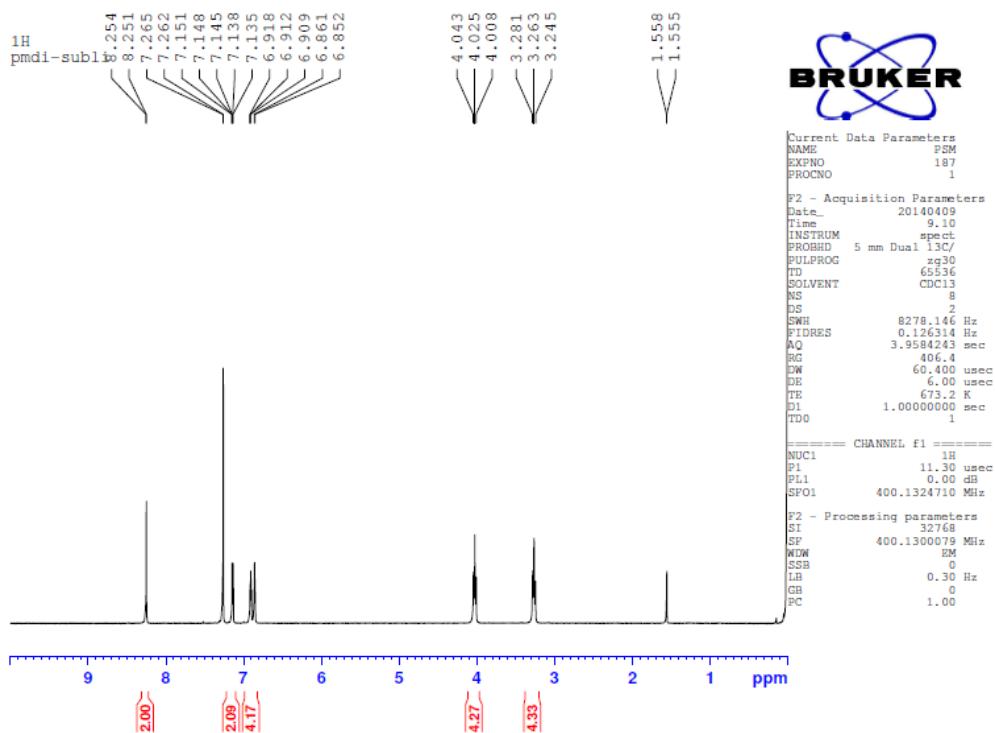 1H
pmdi-subli
8.254
8.251
7.265
7.262
7.151
7.148
7.145
7.138
7.135
6.918
6.912
6.909
6.861
6.852
4.043
4.025
4.008
3.281
3.263
3.245
1.558
1.555
BRUKER
Current Data Parameters
NAME PSM
EXPNO 187
PROCNO 1
F2 - Acquisition Parameters
Date_ 20140409
Time 9.10
INSTRUM spect
PROBHD 5 mm Dual 13C/
PULPROG zg30
TD 65536
SOLVENT CDCl3
NS 8
DS 2
SWH 8278.146 Hz
FIDRES 0.126314 Hz
AQ 3.9584243 sec
RG 406.4
DW 60.400 usec
DE 6.00 usec
TE 673.2 K
D1 1.00000000 sec
TD0 1
======== CHANNEL f1 ========
NUC1 1H
P1 11.30 usec
PL1 0.00 dB
SFO1 400.1324710 MHz
F2 - Processing parameters
SI 32768
SF 400.1300079 MHz
WDW EM
SSB 0
LB 0.30 Hz
GB 0
PC 1.00
9 8 7 6 5 4 3 2 1 ppm
2.00
2.09
4.17
4.27
4.33